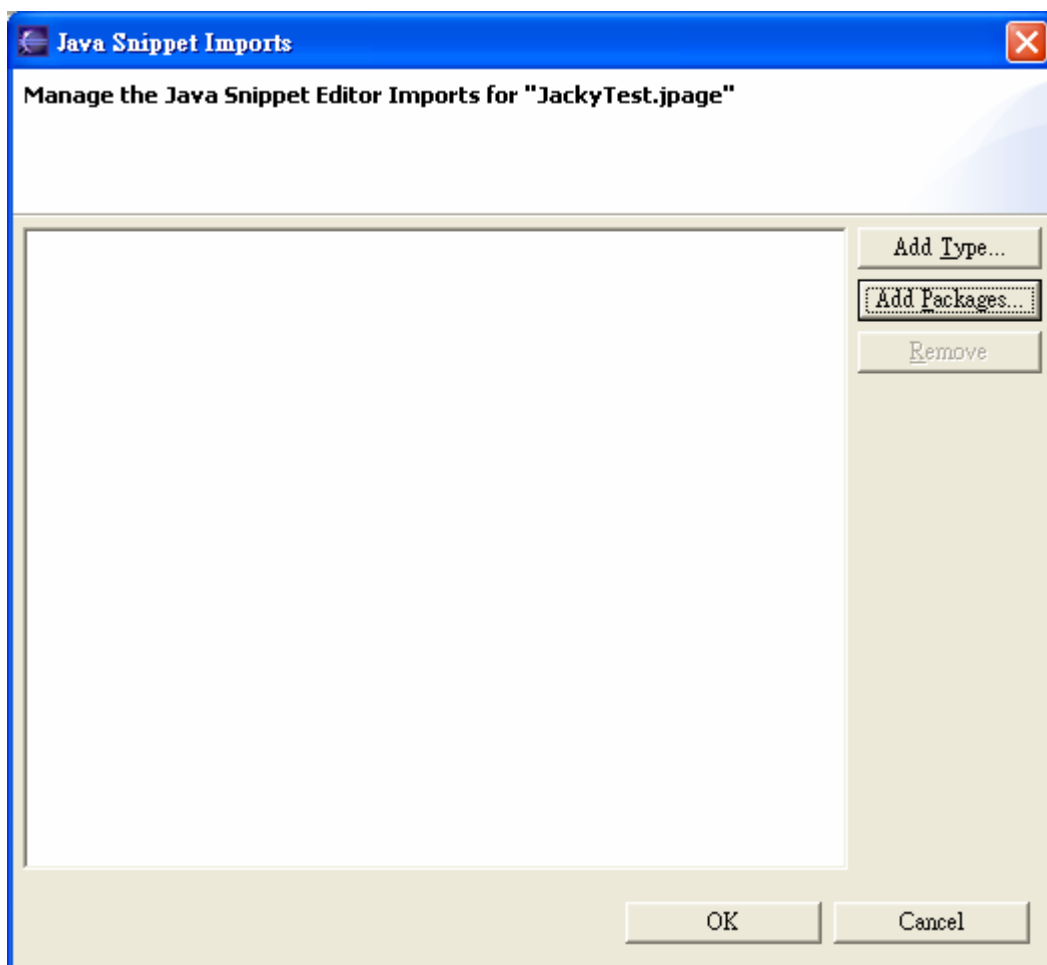 Java Snippet Imports
Manage the Java Snippet Editor Imports for "JackyTest.jpage"
Add Type...
Add Packages...
Remove
OK
Cancel